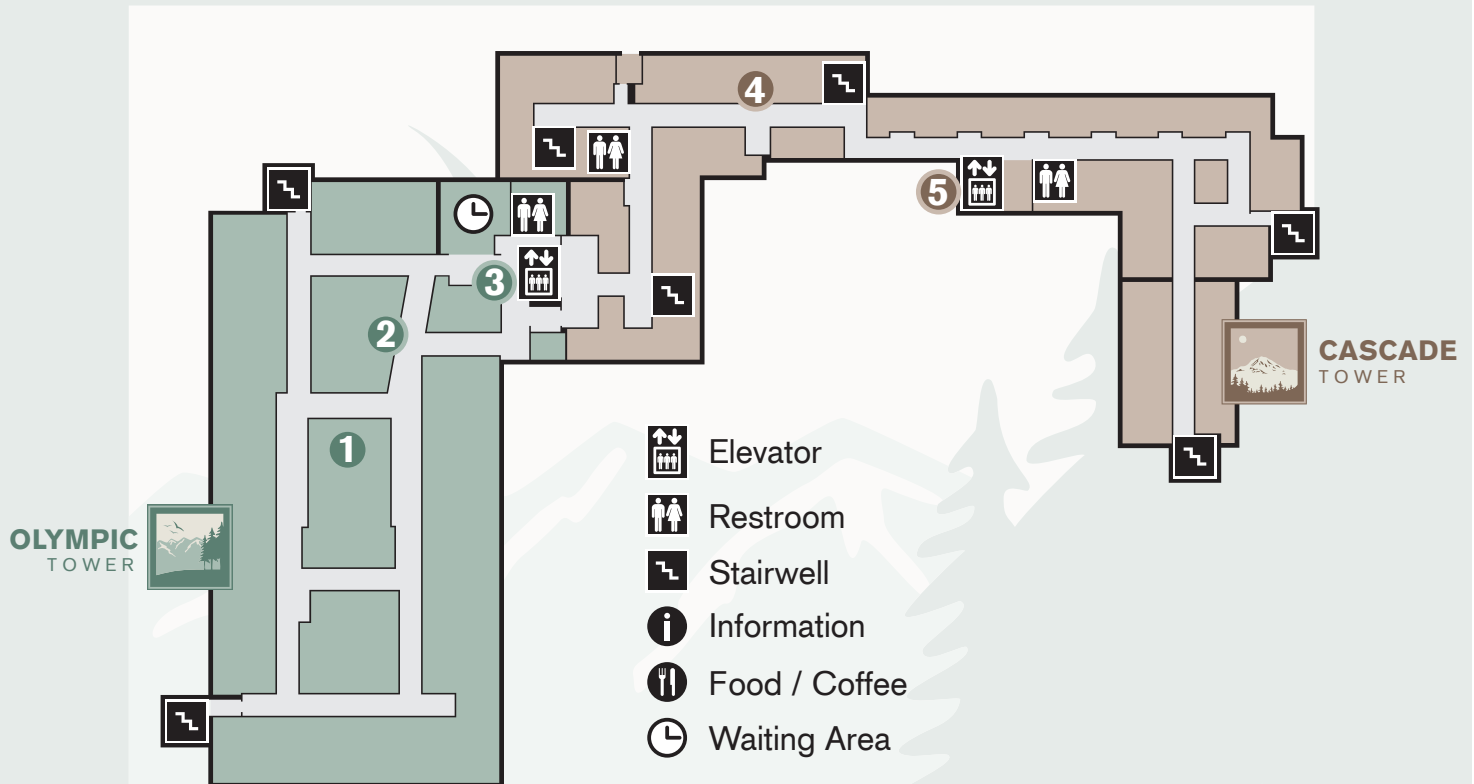 4
5
3
2
CASCADE
TOWER
1
Elevator
Restroom
OLYMPIC
TOWER
Stairwell
i Information
Food / Coffee
Waiting Area